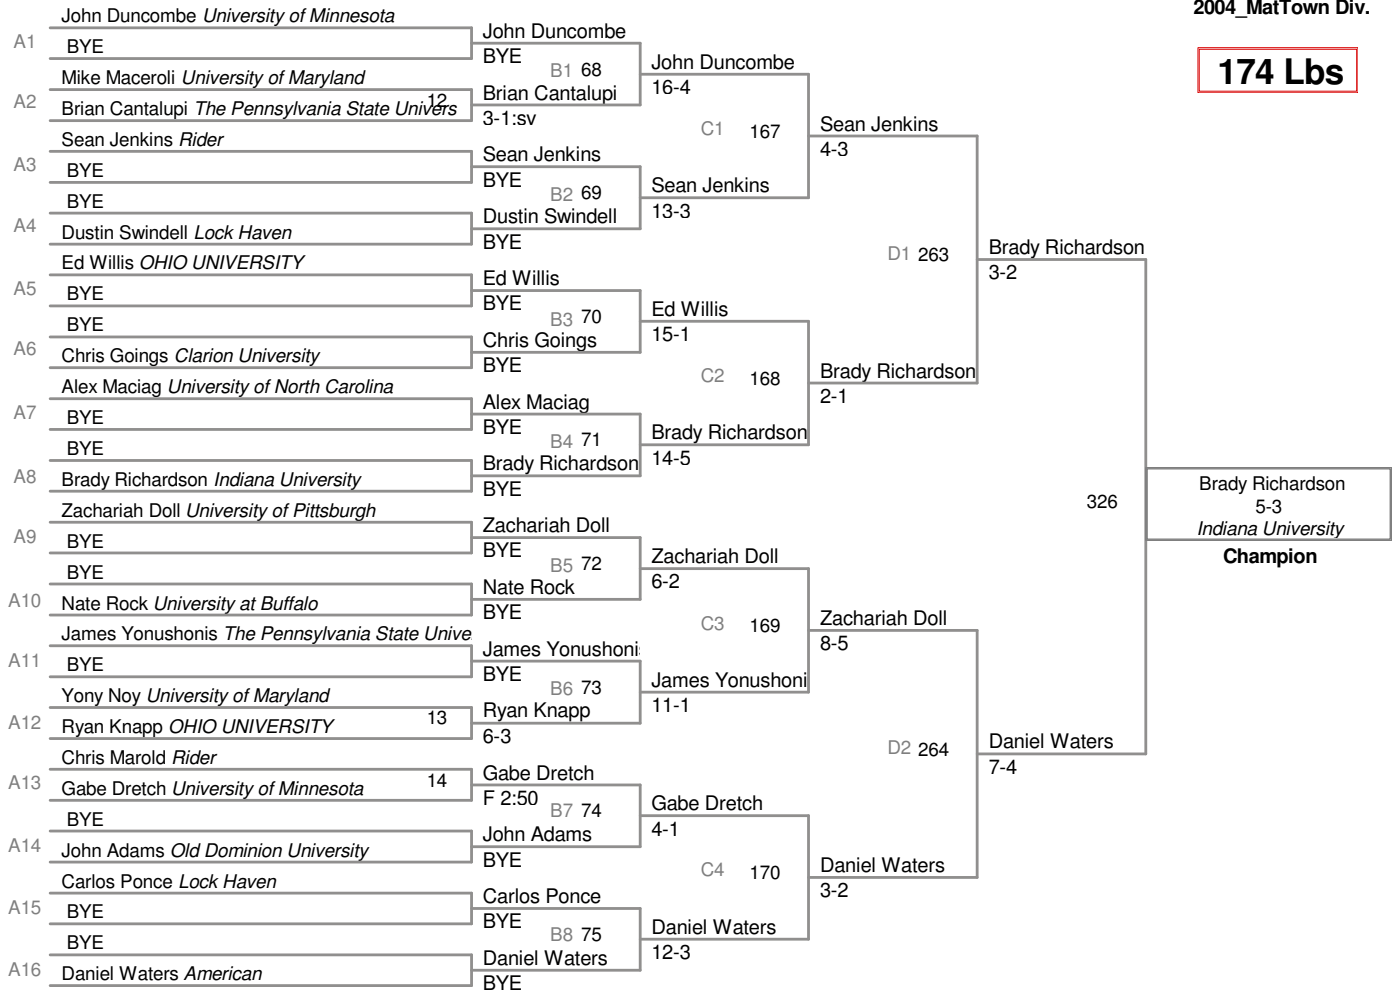 2004_MatTown Div.
174 Lbs
John Duncombe University of Minnesota
A1
BYE
Mike Maceroli University of Maryland
A2
12
Brian Cantalupi The Pennsylvania State Univers
Sean Jenkins Rider
A3
BYE
BYE
A4
Dustin Swindell Lock Haven
Ed Willis OHIO UNIVERSITY
A5
BYE
BYE
A6
Chris Goings Clarion University
Alex Maciag University of North Carolina
A7
BYE
BYE
A8
Brady Richardson Indiana University
Zachariah Doll University of Pittsburgh
A9
BYE
BYE
A10
Nate Rock University at Buffalo
James Yonushonis The Pennsylvania State Unive
A11
BYE
Yony Noy University of Maryland
A12
13
Ryan Knapp OHIO UNIVERSITY
Chris Marold Rider
A13
14
Gabe Dretch University of Minnesota
BYE
A14
John Adams Old Dominion University
Carlos Ponce Lock Haven
A15
BYE
BYE
A16
Daniel Waters American
John Duncombe
BYE
B1 68
Brian Cantalupi
3-1:sv
Sean Jenkins
BYE
B2 69
Dustin Swindell
BYE
Ed Willis
BYE
B3 70
Chris Goings
BYE
Alex Maciag
BYE
B4 71
Brady Richardson
BYE
Zachariah Doll
BYE
B5 72
Nate Rock
BYE
James Yonushoni
BYE
B6 73
Ryan Knapp
6-3
Gabe Dretch
F 2:50
B7 74
John Adams
BYE
Carlos Ponce
BYE
B8 75
Daniel Waters
BYE
John Duncombe
16-4
C1 167
Sean Jenkins
13-3
Ed Willis
15-1
C2 168
Brady Richardson
14-5
Zachariah Doll
6-2
C3 169
James Yonushoni
11-1
Gabe Dretch
4-1
C4 170
Daniel Waters
12-3
Sean Jenkins
4-3
D1 263
Brady Richardson
2-1
Zachariah Doll
8-5
D2 264
Daniel Waters
3-2
Brady Richardson
3-2
326
Daniel Waters
7-4
Brady Richardson
5-3
Indiana University
Champion